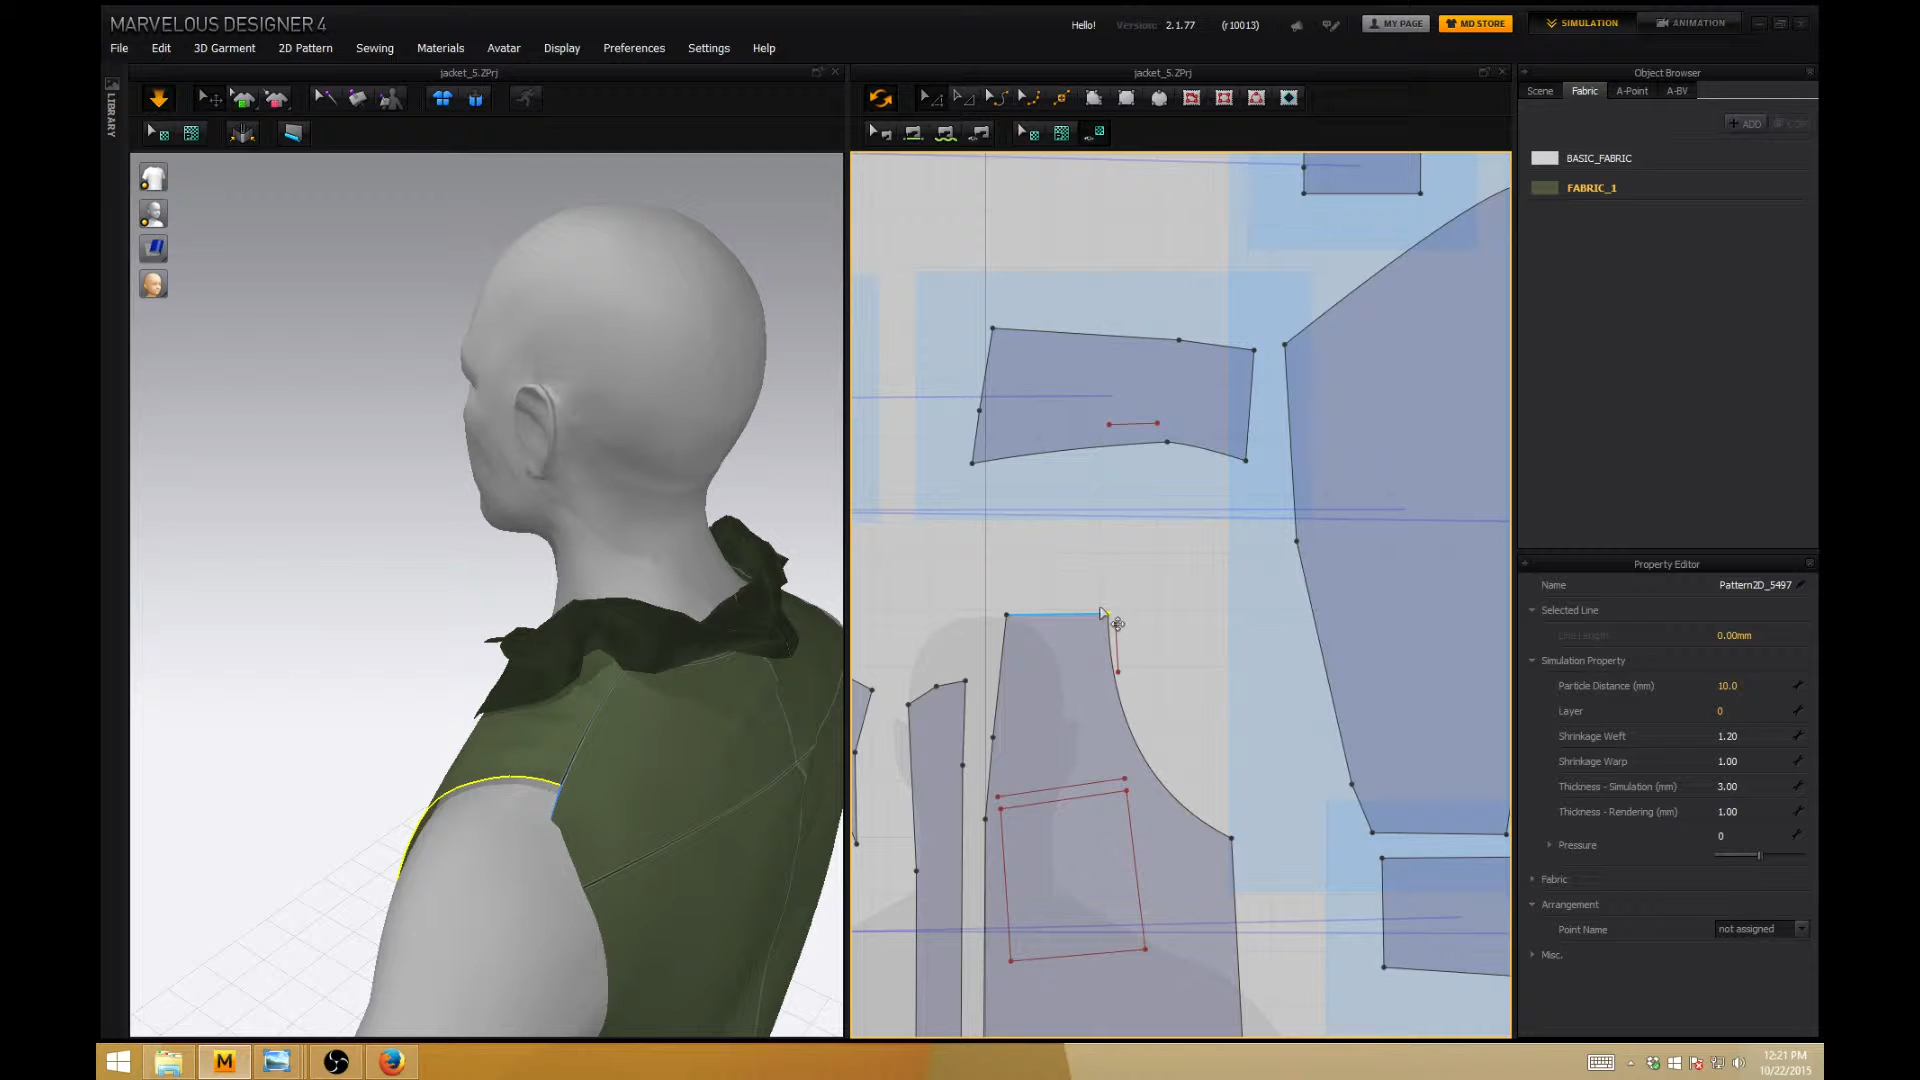 MARVELOUS DESIGNER 4
Hello!
Version: 2.1.77 (r10013)
MY PAGE
MD STORE
SIMULATION
ANIMATION
File Edit 3D Garment 2D Pattern Sewing Materials Avatar Display Preferences Settings Help
jacket_5.ZPrj
jacket_5.ZPrj
Object Browser
LIBRARY
Scene Fabric A-Point A-BV
+ ADD
BASIC_FABRIC
FABRIC_1
Property Editor
Name Pattern2D_5497
Selected Line
Line Length 0.00mm
Simulation Property
Particle Distance (mm) 10.0
Layer 0
Shrinkage Weft 1.20
Shrinkage Warp 1.00
Thickness - Simulation (mm) 3.00
Thickness - Rendering (mm) 1.00
0
Pressure
Fabric
Arrangement
Point Name not assigned
Misc.
M
12:21 PM
10/22/2015